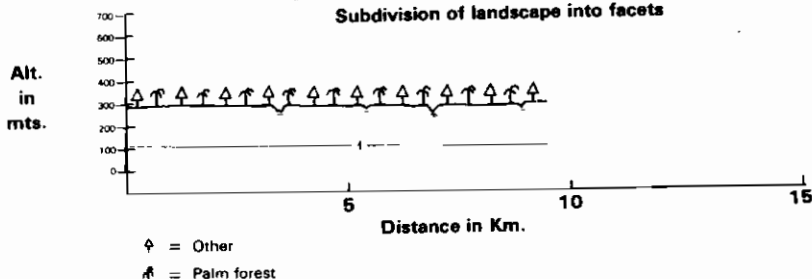 Subdivision of landscape into facets
Alt.
in
mts.
700
600
500
400
300
200
100
0
1
5
10
15
Distance in Km.
= Other
= Palm forest